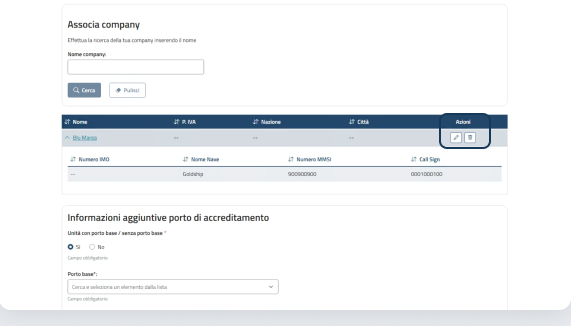 Associa company
Effettua la ricerca della tua company inserendo il nome
Nome company:
Cerca
Pulisci
Nome P. IVA Nazione Città Azioni
Blu Marea -- -- --
Numero IMO Nome Nave Numero MMSI Call Sign
-- Goldship 900900900 0001000100
Informazioni aggiuntive porto di accreditamento
Unità con porto base / senza porto base *
Sì No
Campo obbligatorio
Porto base*:
Cerca e seleziona un elemento dalla lista
Campo obbligatorio